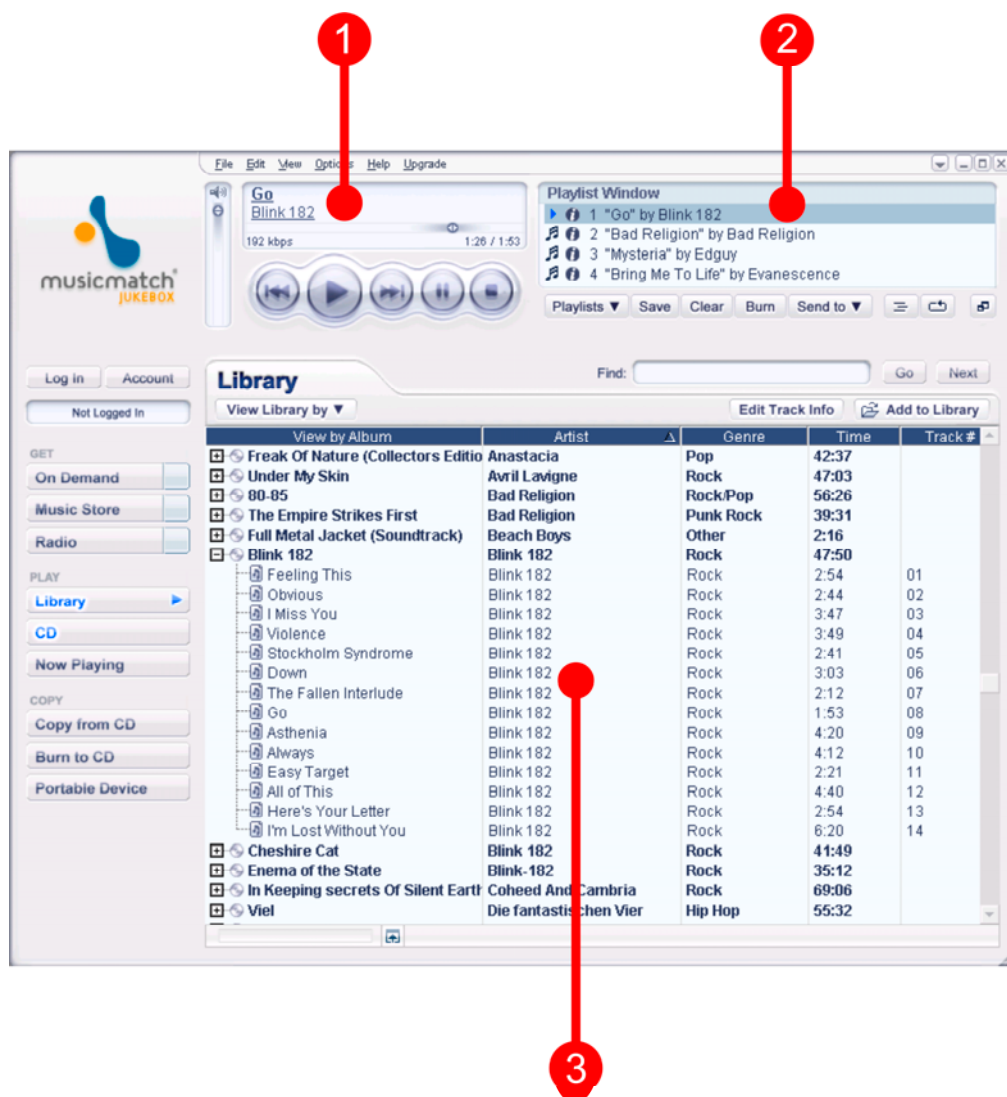 1
2
File Edit View Options Help Upgrade
Go
Blink 182
192 kbps 1:26 / 1:53
Playlist Window
1 "Go" by Blink 182
2 "Bad Religion" by Bad Religion
3 "Mysteria" by Edguy
4 "Bring Me To Life" by Evanescence
Playlists Save Clear Burn Send to
musicmatch
JUKEBOX
Log in Account
Not Logged In
GET
On Demand
Music Store
Radio
PLAY
Library
CD
Now Playing
COPY
Copy from CD
Burn to CD
Portable Device
Library Find: Go Next
View Library by Edit Track Info Add to Library
View by Album Artist Genre Time Track #
Freak Of Nature (Collectors Editio Anastacia Pop 42:37
Under My Skin Avril Lavigne Rock 47:03
80-85 Bad Religion Rock/Pop 56:26
The Empire Strikes First Bad Religion Punk Rock 39:31
Full Metal Jacket (Soundtrack) Beach Boys Other 2:16
Blink 182 Blink 182 Rock 47:50
Feeling This Blink 182 Rock 2:54 01
Obvious Blink 182 Rock 2:44 02
I Miss You Blink 182 Rock 3:47 03
Violence Blink 182 Rock 3:49 04
Stockholm Syndrome Blink 182 Rock 2:41 05
Down Blink 182 Rock 3:03 06
The Fallen Interlude Blink 182 Rock 2:12 07
Go Blink 182 Rock 1:53 08
Asthenia Blink 182 Rock 4:20 09
Always Blink 182 Rock 4:12 10
Easy Target Blink 182 Rock 2:21 11
All of This Blink 182 Rock 4:40 12
Here's Your Letter Blink 182 Rock 2:54 13
I'm Lost Without You Blink 182 Rock 6:20 14
Cheshire Cat Blink 182 Rock 41:49
Enema of the State Blink-182 Rock 35:12
In Keeping secrets Of Silent Earth Coheed And Cambria Rock 69:06
Viel Die fantastischen Vier Hip Hop 55:32
3